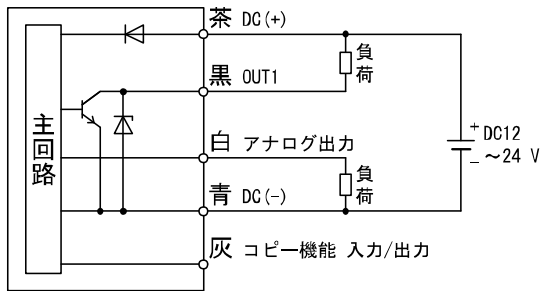 茶 DC(+)
負荷
黒 OUT1
主回路
白 アナログ出力
+ DC12
- ～24 V
負荷
青 DC(-)
灰 コピー機能 入力/出力